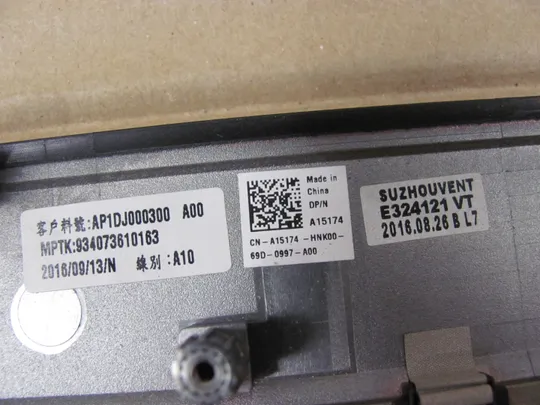 客户料號:AP1DJ000300 A00
MPTK:934073610163
2016/09/13/N 線別:A10
Made in
China
DP/N
A15174
CN-A15174-HNK00-
69D-0997-A00
SUZHOUVENT
E324121 VT
2016.08.26 B L7